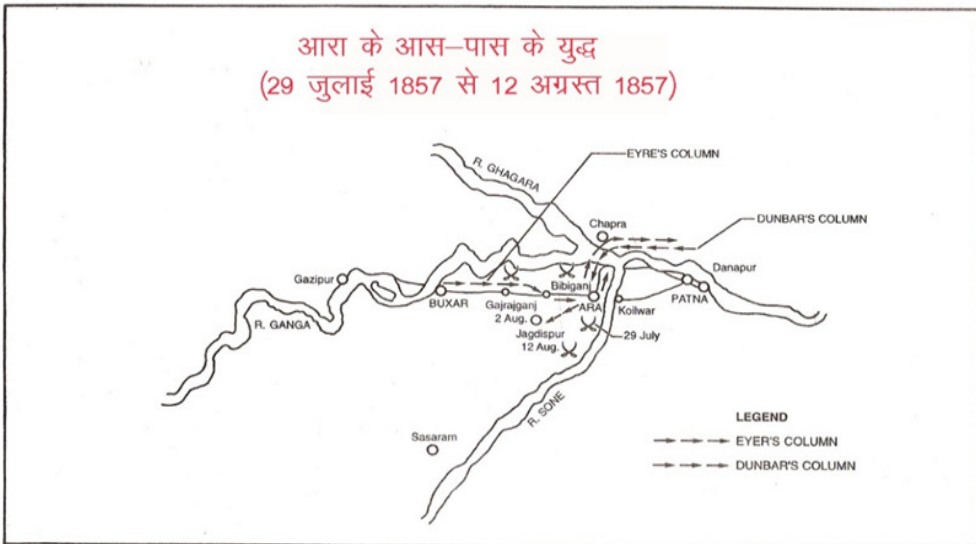 आरा के आस–पास के युद्ध
(29 जुलाई 1857 से 12 अग्रस्त 1857)
EYRE'S COLUMN
R. GHAGARA
Chapra
DUNBAR'S COLUMN
Gazipur
Danapur
Bibiganj
BUXAR
Gajrajganj
2 Aug.
ARA
Koilwar
PATNA
R. GANGA
Jagdispur
12 Aug.
29 July
R. SONE
Sasaram
LEGEND
EYER'S COLUMN
DUNBAR'S COLUMN